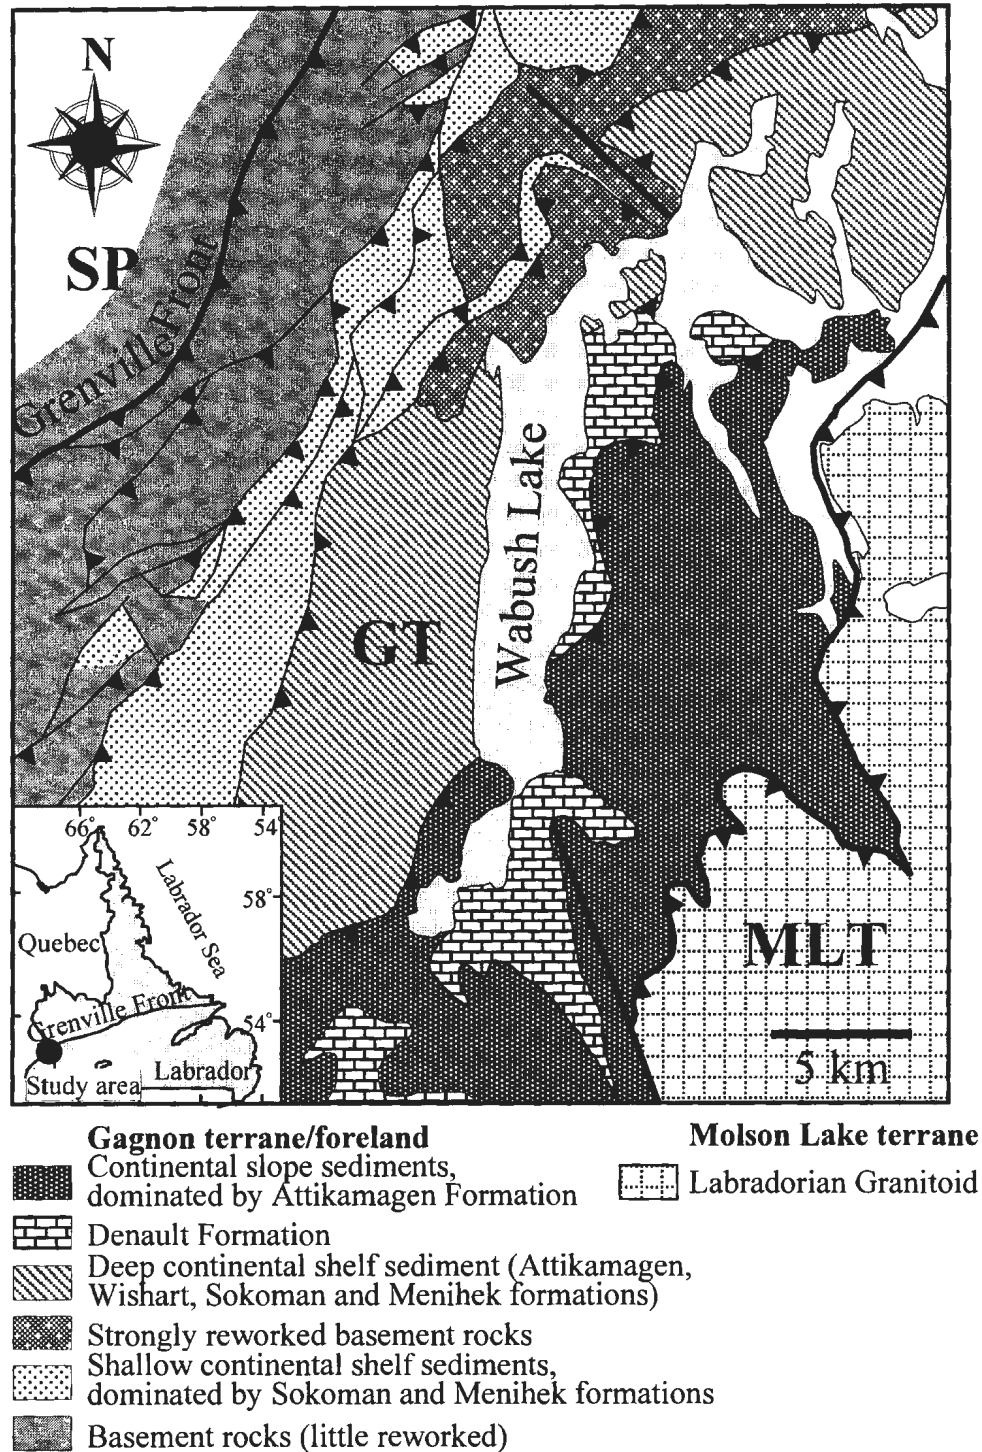 N
SP
Grenville Front
Wabush Lake
GT
MLT
5 km
66° 62° 58° 54
58°
54°
Labrador Sea
Quebec
Grenville Front
Labrador
Study area
Gagnon terrane/foreland
Continental slope sediments,
dominated by Attikamagen Formation
Denault Formation
Deep continental shelf sediment (Attikamagen,
Wishart, Sokoman and Menihek formations)
Strongly reworked basement rocks
Shallow continental shelf sediments,
dominated by Sokoman and Menihek formations
Basement rocks (little reworked)
Molson Lake terrane
Labradorian Granitoid